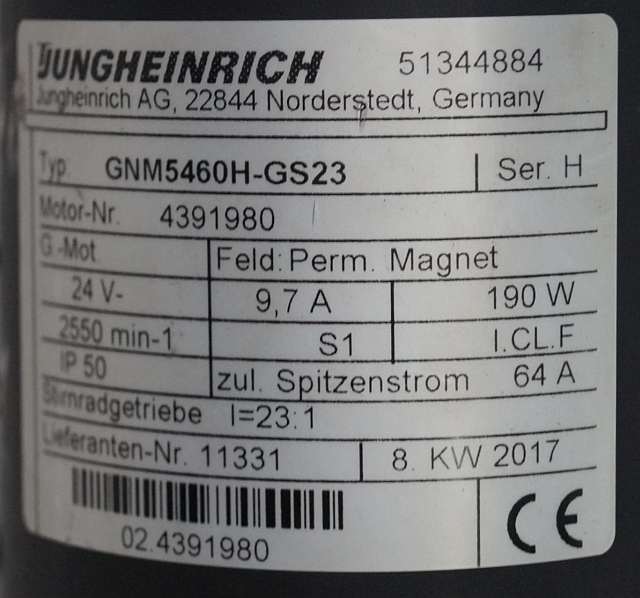 JUNGHEINRICH 51344884
Jungheinrich AG, 22844 Norderstedt, Germany
Typ GNM5460H-GS23 Ser. H
Motor-Nr. 4391980
G -Mot Feld: Perm. Magnet
24 V- 9,7 A 190 W
2550 min-1 S1 I.CL.F
IP 50 zul. Spitzenstrom 64 A
Stirnradgetriebe I=23:1
Lieferanten-Nr. 11331 8. KW 2017
02.4391980
CE